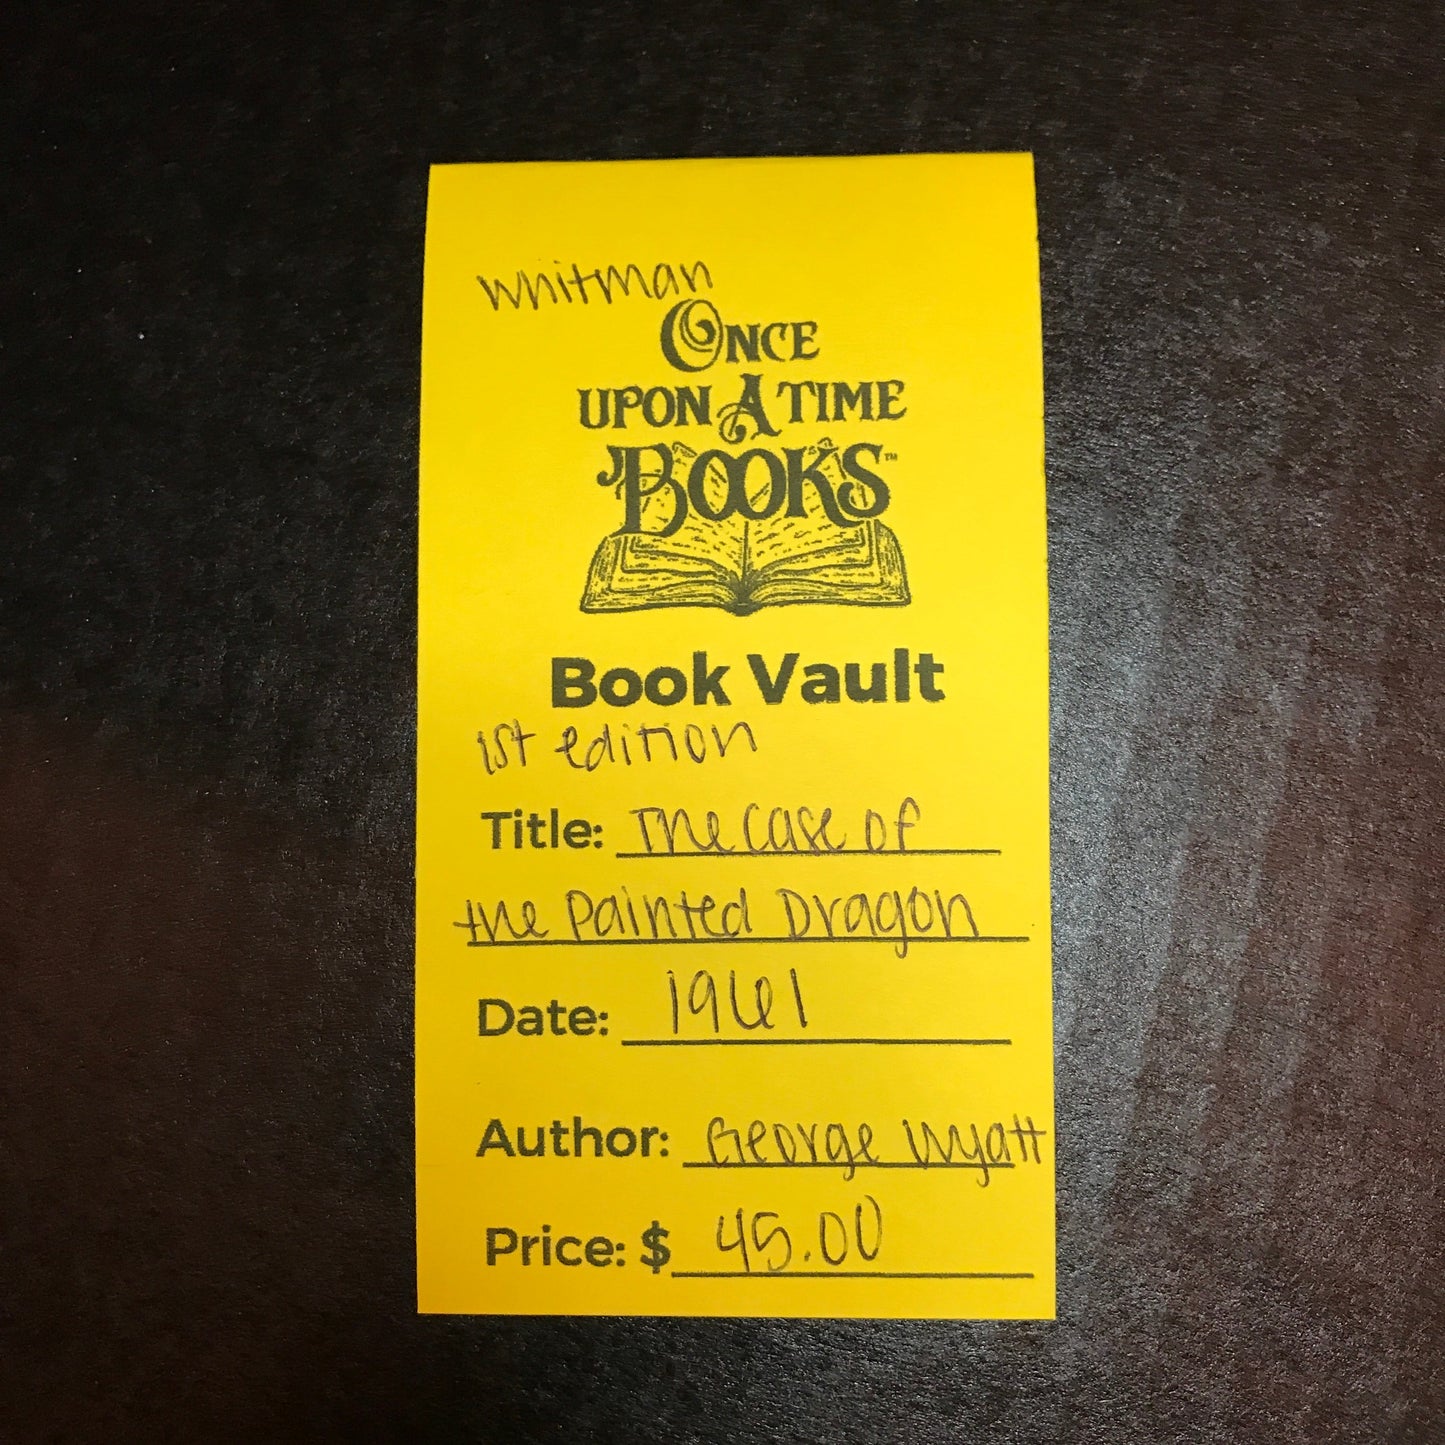 whitman
ONCE
UPON A TIME
BOOKS™
Book Vault
1st edition
Title: The Case of
the Painted Dragon
Date: 1961
Author: George Wyatt
Price: $ 45.00